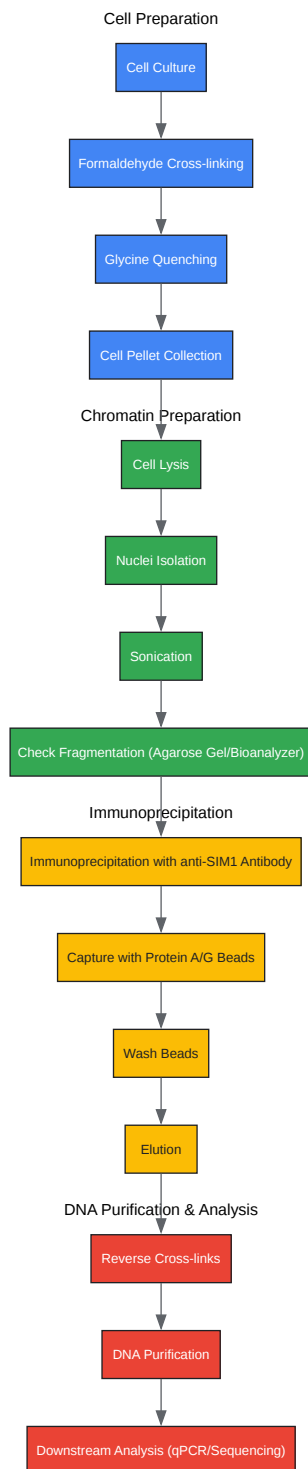 Cell Preparation
Cell Culture
Formaldehyde Cross-linking
Glycine Quenching
Cell Pellet Collection
Chromatin Preparation
Cell Lysis
Nuclei Isolation
Sonication
Check Fragmentation (Agarose Gel/Bioanalyzer)
Immunoprecipitation
Immunoprecipitation with anti-SIM1 Antibody
Capture with Protein A/G Beads
Wash Beads
Elution
DNA Purification & Analysis
Reverse Cross-links
DNA Purification
Downstream Analysis (qPCR/Sequencing)